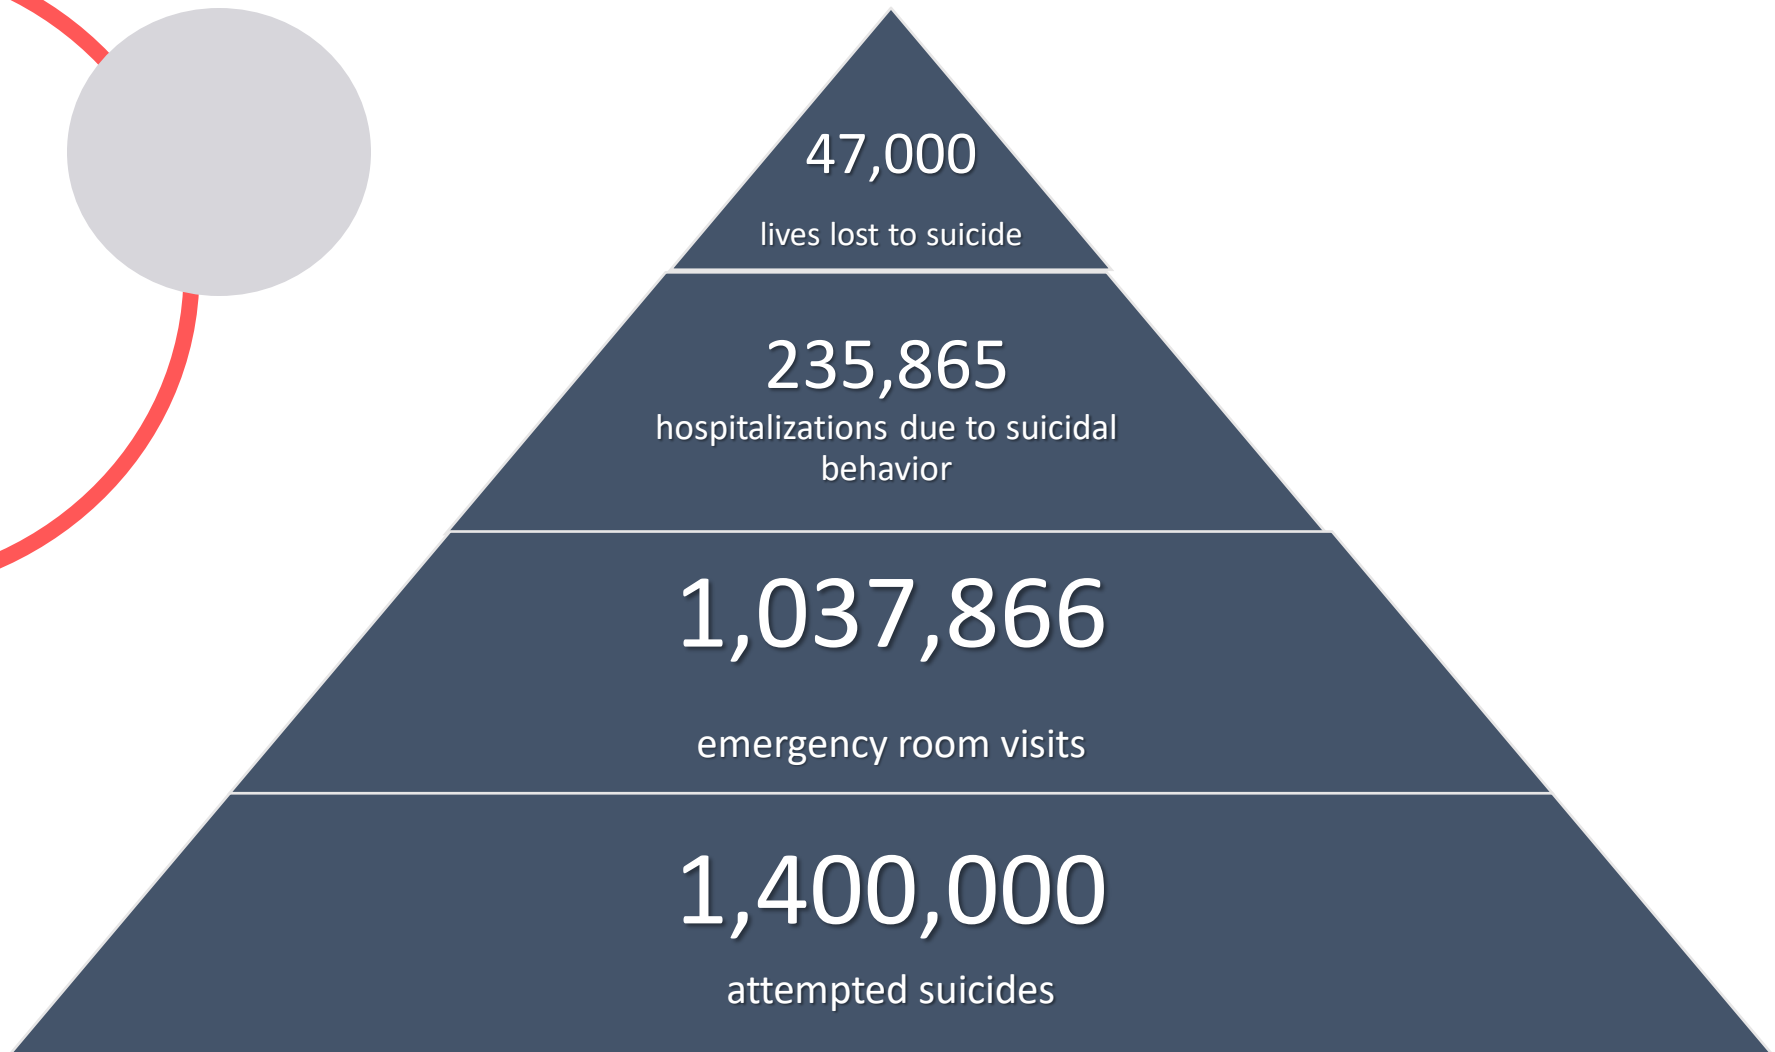 47,000
lives lost to suicide
235,865
hospitalizations due to suicidal
behavior
1,037,866
emergency room visits
1,400,000
attempted suicides